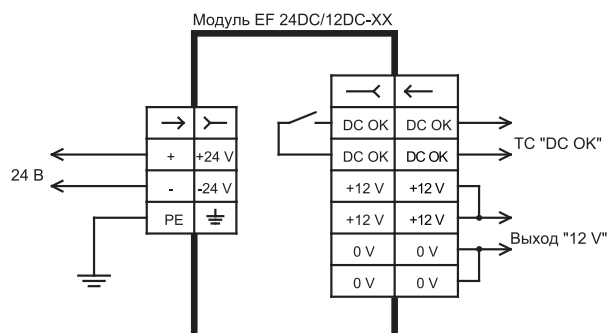 Модуль EF 24DC/12DC-XX
DC OK DC OK
ТС "DC OK"
+ +24 V
DC OK DC OK
24 В
- -24 V
+12 V +12 V
PE
+12 V +12 V
Выход "12 V"
0 V 0 V
0 V 0 V